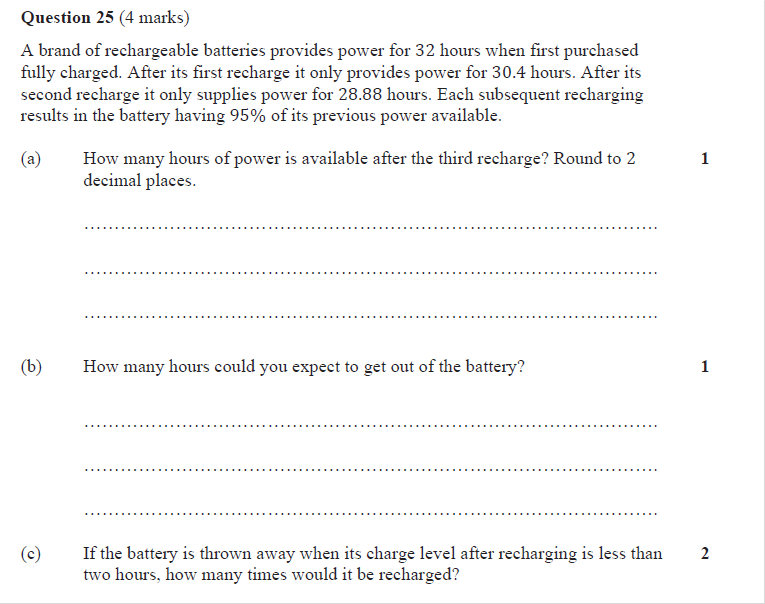 Question 25 (4 marks)
A brand of rechargeable batteries provides power for 32 hours when first purchased
fully charged. After its first recharge it only provides power for 30.4 hours. After its
second recharge it only supplies power for 28.88 hours. Each subsequent recharging
results in the battery having 95% of its previous power available.
(a) How many hours of power is available after the third recharge? Round to 2 1
decimal places.
(b) How many hours could you expect to get out of the battery? 1
(c) If the battery is thrown away when its charge level after recharging is less than 2
two hours, how many times would it be recharged?